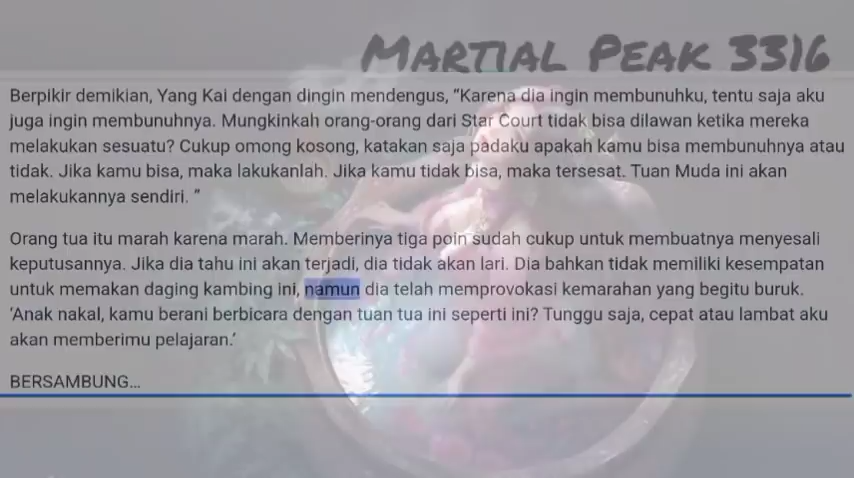 MARTIAL PEAK 3316
Berpikir demikian, Yang Kai dengan dingin mendengus, “Karena dia ingin membunuhku, tentu saja aku
juga ingin membunuhnya. Mungkinkah orang-orang dari Star Court tidak bisa dilawan ketika mereka
melakukan sesuatu? Cukup omong kosong, katakan saja padaku apakah kamu bisa membunuhnya atau
tidak. Jika kamu bisa, maka lakukanlah. Jika kamu tidak bisa, maka tersesat. Tuan Muda ini akan
melakukannya sendiri. ”
Orang tua itu marah karena marah. Memberinya tiga poin sudah cukup untuk membuatnya menyesali
keputusannya. Jika dia tahu ini akan terjadi, dia tidak akan lari. Dia bahkan tidak memiliki kesempatan
untuk memakan daging kambing ini, namun dia telah memprovokasi kemarahan yang begitu buruk.
‘Anak nakal, kamu berani berbicara dengan tuan tua ini seperti ini? Tunggu saja, cepat atau lambat aku
akan memberimu pelajaran.’
BERSAMBUNG…